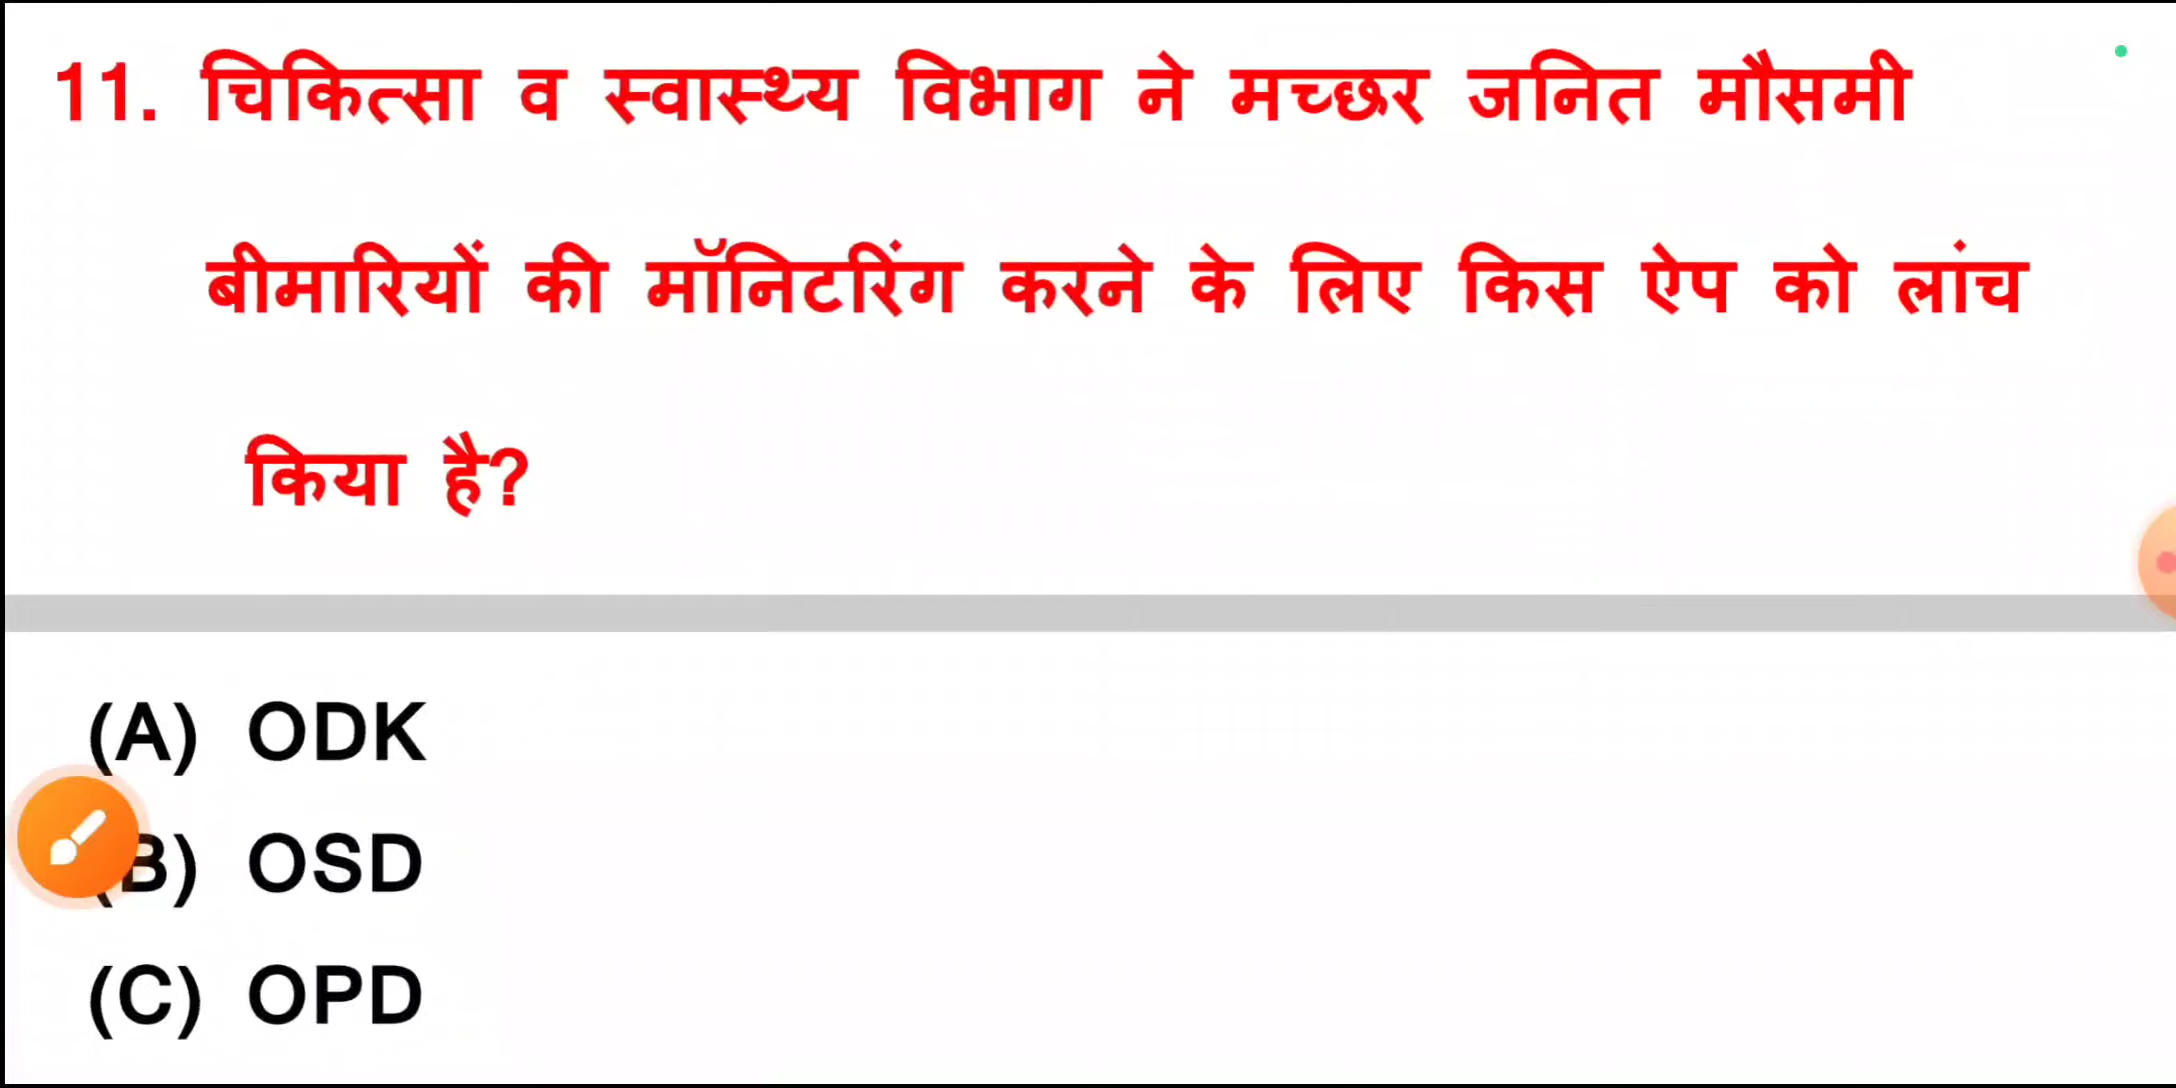 11. चिकित्सा व स्वास्थ्य विभाग ने मच्छर जनित मौसमी
बीमारियों की मॉनिटरिंग करने के लिए किस ऐप को लांच
किया है?
(A) ODK
(B) OSD
(C) OPD